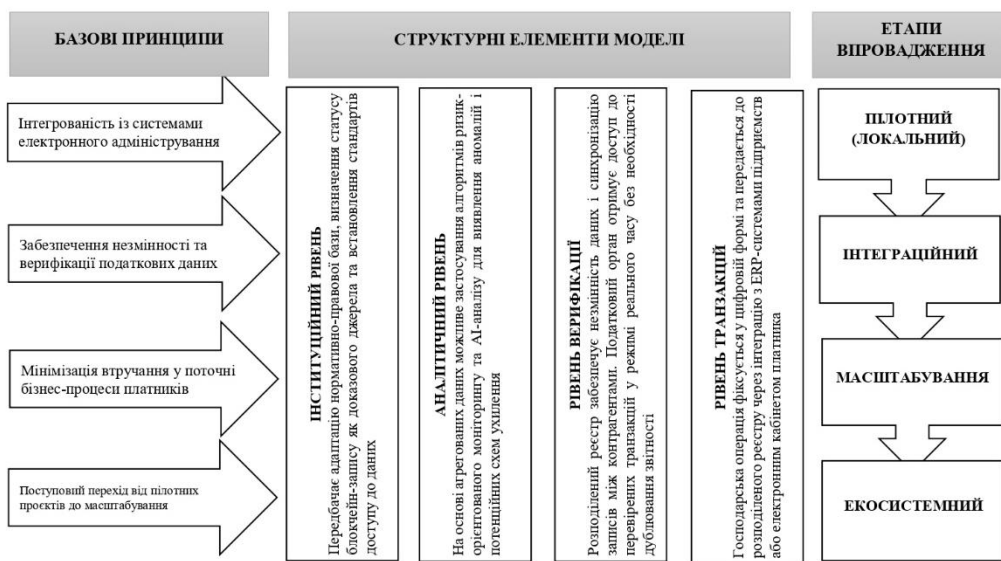 БАЗОВІ ПРИНЦИПИ
СТРУКТУРНІ ЕЛЕМЕНТИ МОДЕЛІ
ЕТАПИ
ВПРОВАДЖЕННЯ
Інтегрованість із системами
електронного адміністрування
Забезпечення незмінності та
верифікації податкових даних
Мінімізація втручання у поточні
бізнес-процеси платників
Поступовий перехід від пілотних
проєктів до масштабування
ІНСТИТУЦІЙНИЙ РІВЕНЬ
Передбачає адаптацію нормативно-правової бази, визначення статусу
блокчейн-запису як доказового джерела та встановлення стандартів
доступу до даних
АНАЛІТИЧНИЙ РІВЕНЬ
На основі агрегованих даних можливе застосування алгоритмів ризик-
орієнтованого моніторингу та AI-аналізу для виявлення аномалій і
потенційних схем ухилення
РІВЕНЬ ВЕРИФІКАЦІЇ
Розподілений реєстр забезпечує незмінність даних і синхронізацію
записів між контрагентами. Податковий орган отримує доступ до
перевірених транзакцій у режимі реального часу без необхідності
дублювання звітності
РІВЕНЬ ТРАНЗАКЦІЙ
Господарська операція фіксується у цифровій формі та передається до
розподіленого реєстру через інтеграцію з ERP-системами підприємств
або електронним кабінетом платника
ПІЛОТНИЙ
(ЛОКАЛЬНИЙ)
ІНТЕГРАЦІЙНИЙ
МАСШТАБУВАННЯ
ЕКОСИСТЕМНИЙ